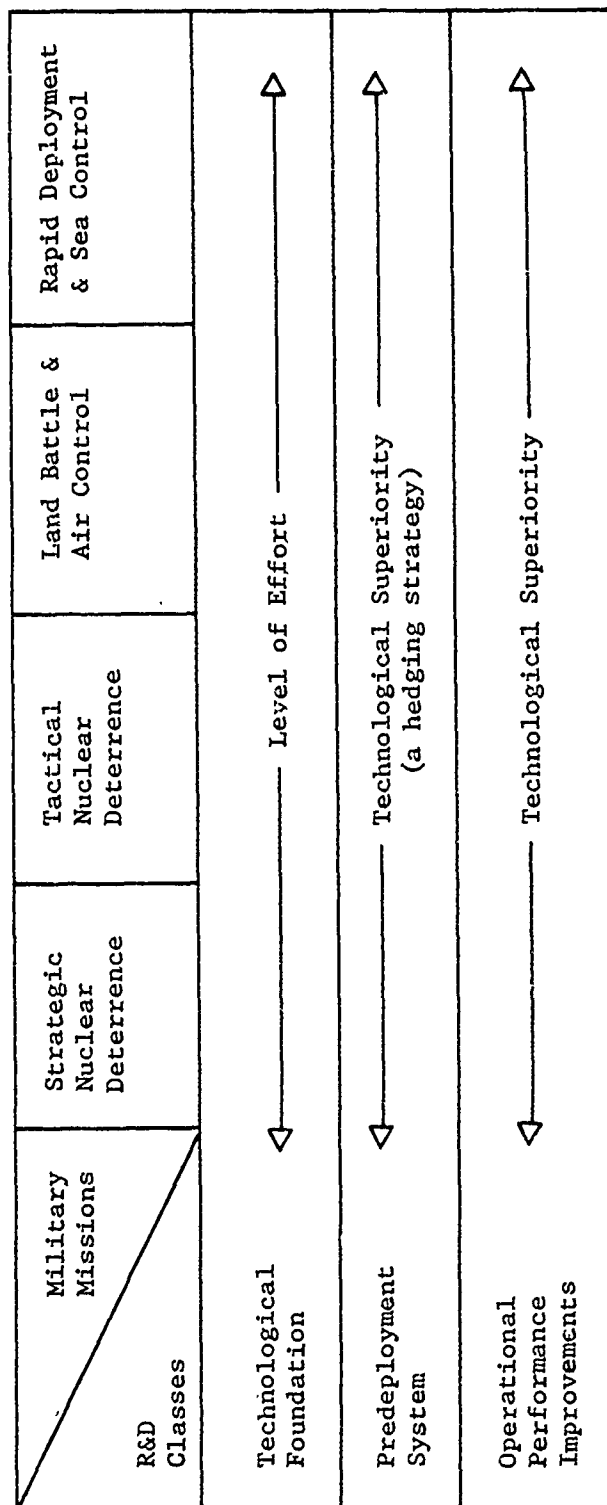 Military
Missions
R&D
Classes
Strategic
Nuclear
Deterrence
Tactical
Nuclear
Deterrence
Land Battle &
Air Control
Rapid Deployment
& Sea Control
Technological
Foundation
Level of Effort
Predeployment
System
Technological Superiority
(a hedging strategy)
Operational
Performance
Improvements
Technological Superiority